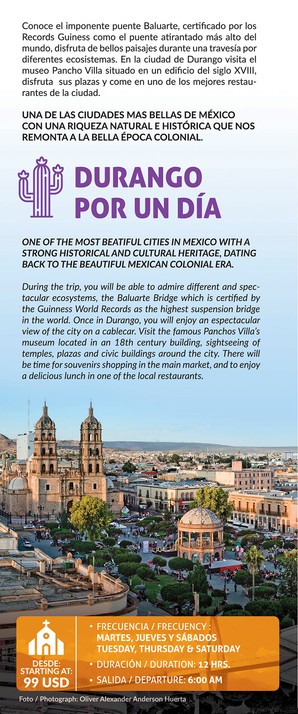 Conoce el imponente puente Baluarte, certificado por los
Records Guiness como el puente atirantado más alto del
mundo, disfruta de bellos paisajes durante una travesía por
diferentes ecosistemas. En la ciudad de Durango visita el
museo Pancho Villa situado en un edificio del siglo XVIII,
disfruta sus plazas y come en uno de los mejores restau-
rantes de la ciudad.
UNA DE LAS CIUDADES MAS BELLAS DE MÉXICO
CON UNA RIQUEZA NATURAL E HISTÓRICA QUE NOS
REMONTA A LA BELLA ÉPOCA COLONIAL.
DURANGO
POR UN DÍA
ONE OF THE MOST BEATIFUL CITIES IN MEXICO WITH A
STRONG HISTORICAL AND CULTURAL HERITAGE, DATING
BACK TO THE BEAUTIFUL MEXICAN COLONIAL ERA.
During the trip, you will be able to admire different and spec-
tacular ecosystems, the Baluarte Bridge which is certified by
the Guinness World Records as the highest suspension bridge
in the world. Once in Durango, you will enjoy an espectacular
view of the city on a cablecar. Visit the famous Panchos Villa's
museum located in an 18th century building, sightseeing of
temples, plazas and civic buildings around the city. There will
be time for souvenirs shopping in the main market, and to enjoy
a delicious lunch in one of the local restaurants.
DESDE:
STARTING AT:
99 USD
• FRECUENCIA / FRECUENCY :
MARTES, JUEVES Y SÁBADOS
TUESDAY, THURSDAY & SATURDAY
• DURACIÓN / DURATION: 12 HRS.
• SALIDA / DEPARTURE: 6:00 AM
Foto / Photograph: Oliver Alexander Anderson Huerta